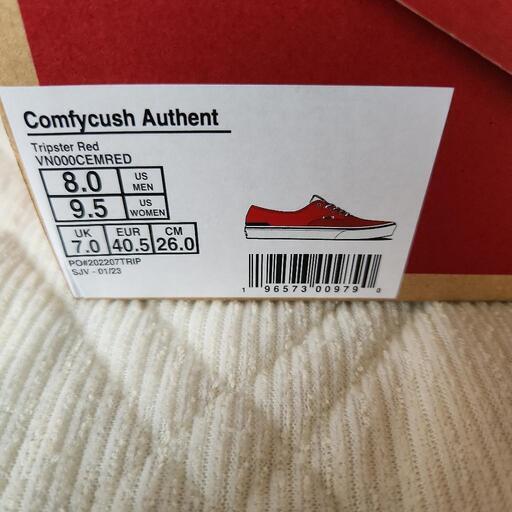 Comfycush Authent
Tripster Red
VN000CEMRED
8.0 US MEN
9.5 US WOMEN
UK 7.0 EUR 40.5 CM 26.0
PO#202207TRIP
SJV - 01/23
1 96573 00979 3